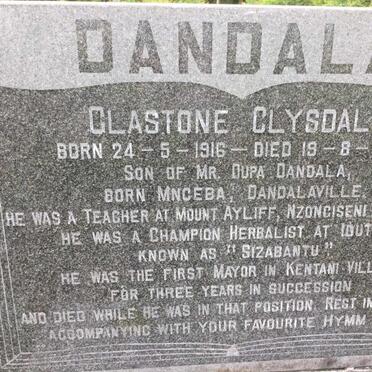 DANDALA
GLASTONE CLYSDAL
BORN 24-5-1916 - DIED 19-8-
SON OF MR. DUPA DANDALA,
BORN MNCEBA, DANDALAVILLE,
HE WAS A TEACHER AT MOUNT AYLIFF, NZONGISENI
HE WAS A CHAMPION HERBALIST AT IDUT
KNOWN AS "SIZABANTU"
HE WAS THE FIRST MAYOR IN KENTANI VILL
FOR THREE YEARS IN SUCCESSION
AND DIED WHILE HE WAS IN THAT POSITION. REST IN
ACCOMPANYING WITH YOUR FAVOURITE HYMM